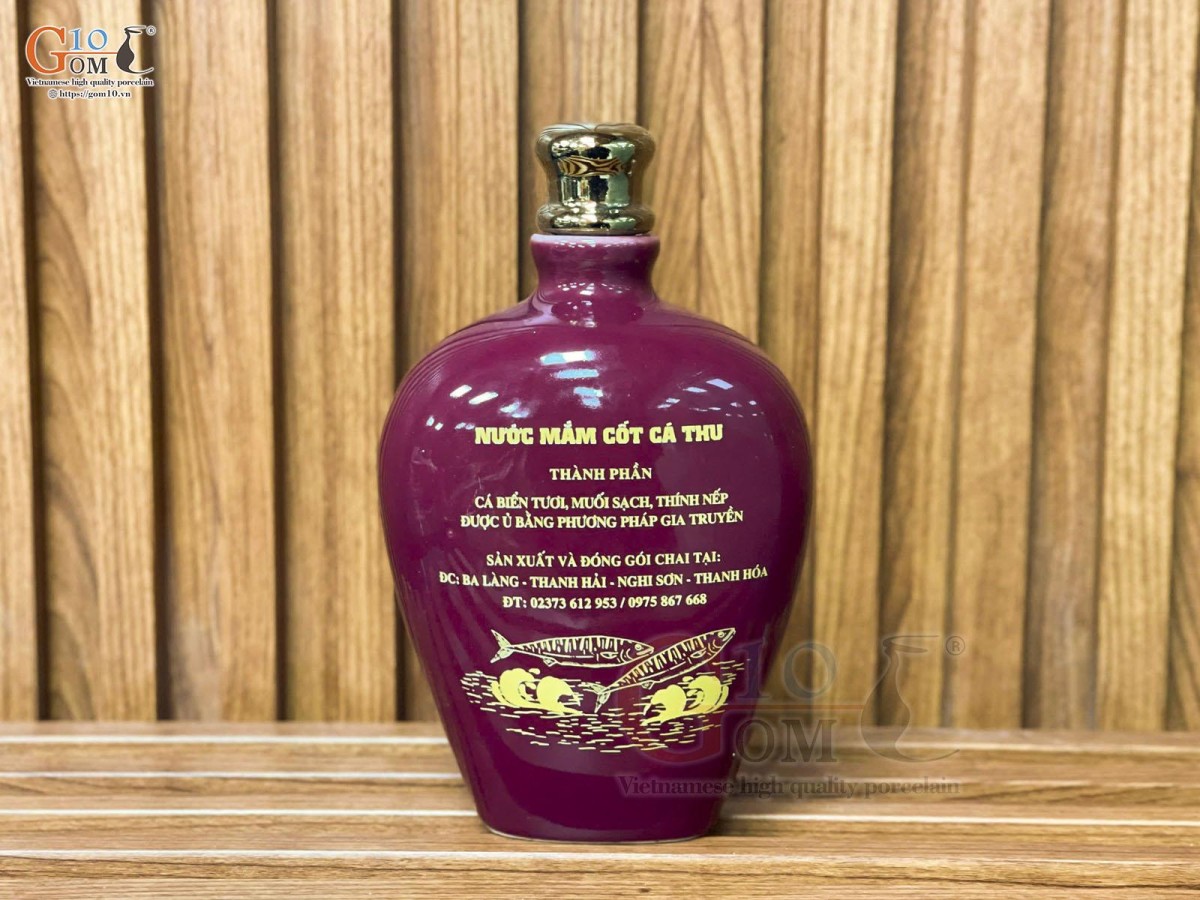 G10
GOM
®
Vietnamese high quality porcelain
https://gom10.vn
NƯỚC MẮM CỐT CÁ THU
THÀNH PHẦN
CÁ BIỂN TƯƠI, MUỐI SẠCH, THÍNH NẾP
ĐƯỢC Ủ BẰNG PHƯƠNG PHÁP GIA TRUYỀN
SẢN XUẤT VÀ ĐÓNG GÓI CHAI TẠI:
ĐC: BA LÀNG - THANH HẢI - NGHI SƠN - THANH HÓA
ĐT: 02373 612 953 / 0975 867 668
G10
GOM
®
Vietnamese high quality porcelain